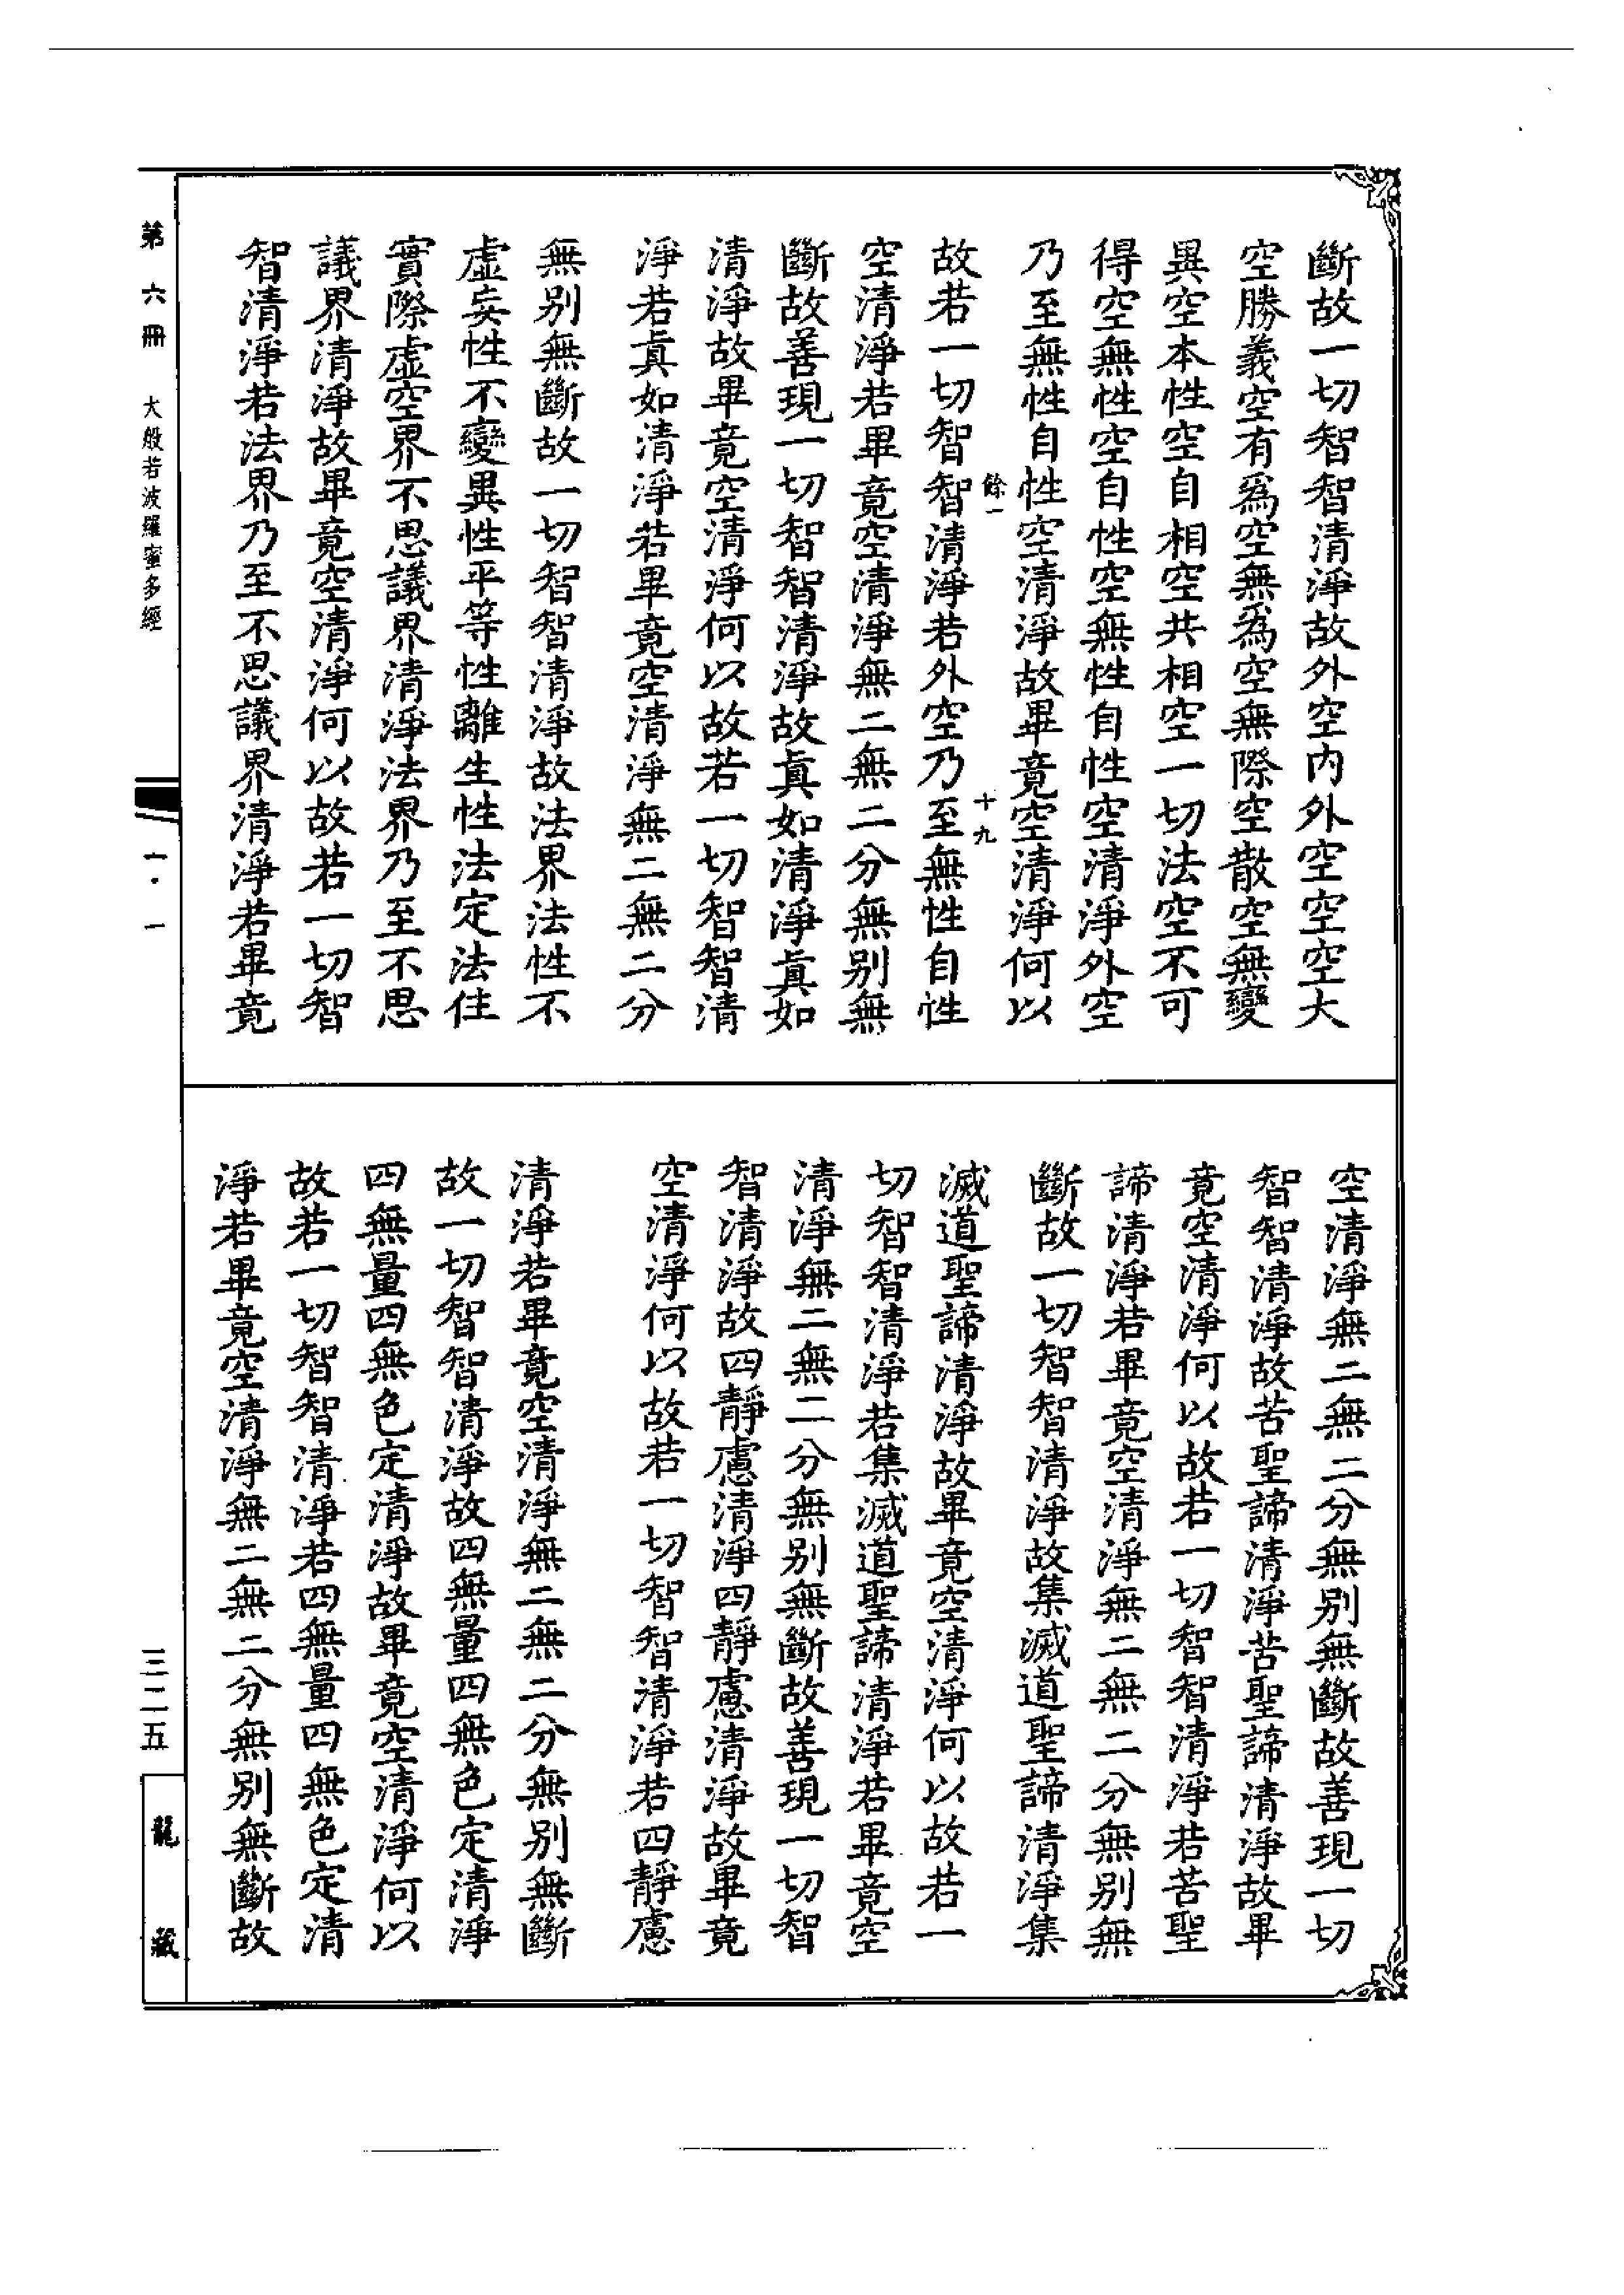 斷故一切智智清淨故外空內外空空空大
空勝義空有為空無為空無際空散空無變
異空本性空自相空共相空一切法空不可
得空無性空自性空無性自性空清淨外空
乃至無性自性空清淨故畢竟空清淨何以
餘一
十九
故若一切智智清淨若外空乃至無性自性
空清淨若畢竟空清淨無二無二分無別無
斷故善現一切智智清淨故真如清淨真如
清淨故畢竟空清淨何以故若一切智智清
淨若真如清淨若畢竟空清淨無二無二分
無別無斷故一切智智清淨故法界法性不
虛妄性不變異性平等性離生性法定法住
實際虛空界不思議界清淨法界乃至不思
議界清淨故畢竟空清淨何以故若一切智
智清淨若法界乃至不思議界清淨若畢竟
空清淨無二無二分無別無斷故善現一切
智智清淨故苦聖諦清淨苦聖諦清淨故畢
竟空清淨何以故若一切智智清淨若苦聖
諦清淨若畢竟空清淨無二無二分無別無
斷故一切智智清淨故集滅道聖諦清淨集
滅道聖諦清淨故畢竟空清淨何以故若一
切智智清淨若集滅道聖諦清淨若畢竟空
清淨無二無二分無別無斷故善現一切智
智清淨故四靜慮清淨四靜慮清淨故畢竟
空清淨何以故若一切智智清淨若四靜慮
清淨若畢竟空清淨無二無二分無別無斷
故一切智智清淨故四無量四無色定清淨
四無量四無色定清淨故畢竟空清淨何以
故若一切智智清淨若四無量四無色定清
淨若畢竟空清淨無二無二分無別無斷故
第六冊 大般若波羅蜜多經
一·一
三二五
龍藏